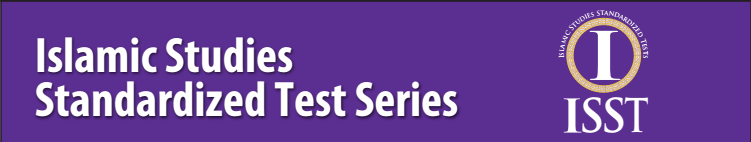 Islamic Studies
Standardized Test Series
ISLAMIC STUDIES STANDARDIZED TESTS
I
ISST